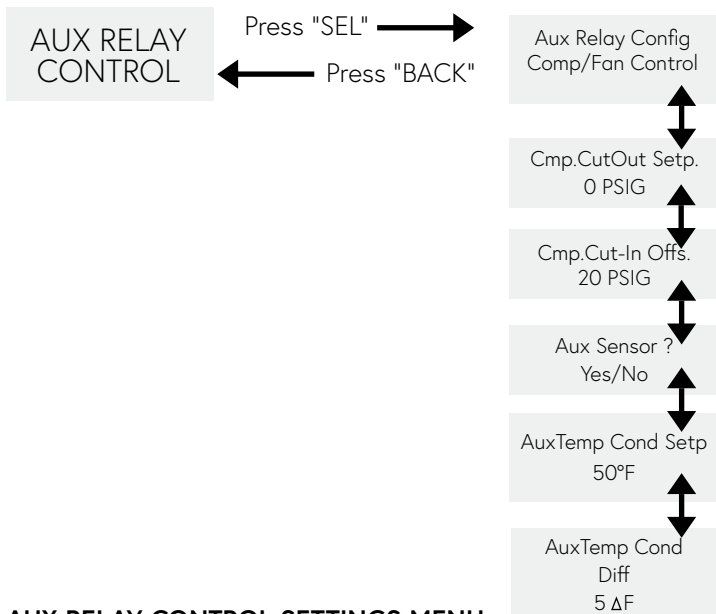 AUX RELAY
CONTROL
Press "SEL"
Press "BACK"
Aux Relay Config
Comp/Fan Control
Cmp.CutOut Setp.
0 PSIG
Cmp.Cut-In Offs.
20 PSIG
Aux Sensor ?
Yes/No
AuxTemp Cond Setp
50°F
AuxTemp Cond
Diff
5 ΔF
AUX RELAY CONTROL SETTINGS MENU